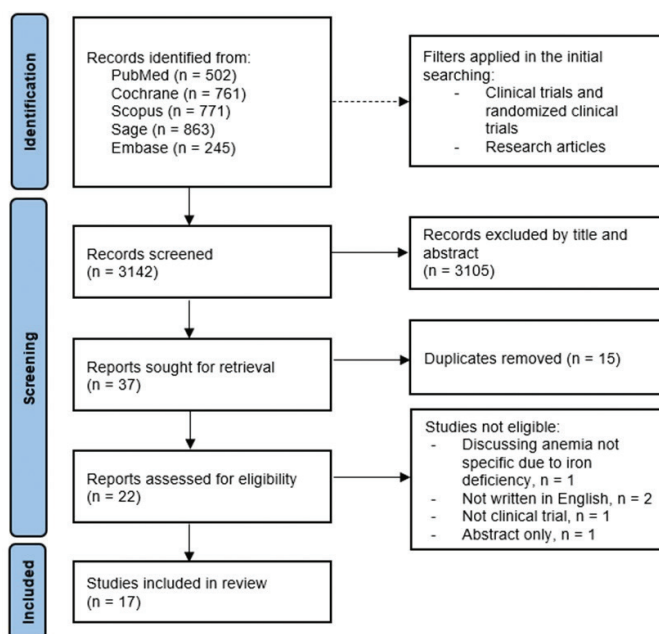 Identification
Records identified from:
PubMed (n = 502)
Cochrane (n = 761)
Scopus (n = 771)
Sage (n = 863)
Embase (n = 245)
Filters applied in the initial
searching:
- Clinical trials and
randomized clinical
trials
- Research articles
Screening
Records screened
(n = 3142)
Records excluded by title and
abstract
(n = 3105)
Reports sought for retrieval
(n = 37)
Duplicates removed (n = 15)
Reports assessed for eligibility
(n = 22)
Studies not eligible:
- Discussing anemia not
specific due to iron
deficiency, n = 1
- Not written in English, n = 2
- Not clinical trial, n = 1
- Abstract only, n = 1
Included
Studies included in review
(n = 17)